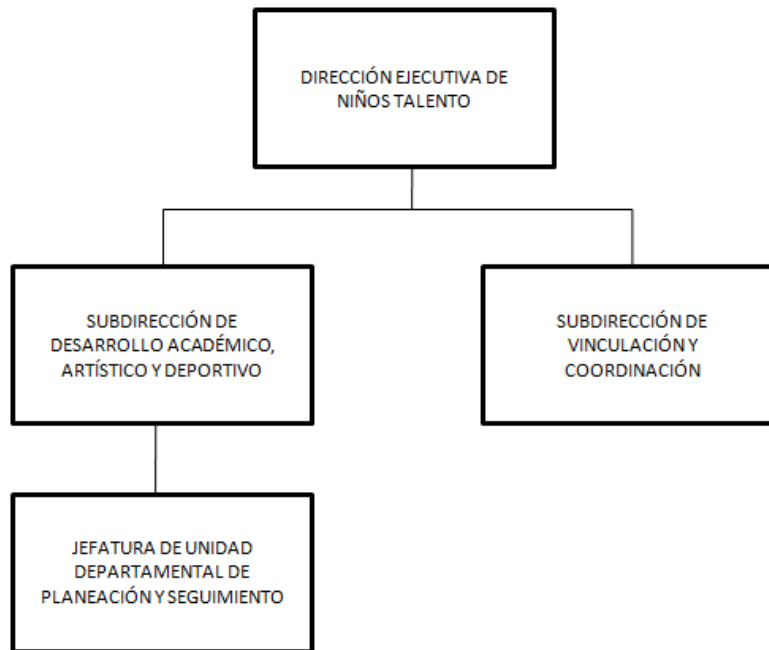 DIRECCIÓN EJECUTIVA DE
NIÑOS TALENTO
SUBDIRECCIÓN DE
DESARROLLO ACADÉMICO,
ARTÍSTICO Y DEPORTIVO
SUBDIRECCIÓN DE
VINCULACIÓN Y
COORDINACIÓN
JEFATURA DE UNIDAD
DEPARTAMENTAL DE
PLANEACIÓN Y SEGUIMIENTO